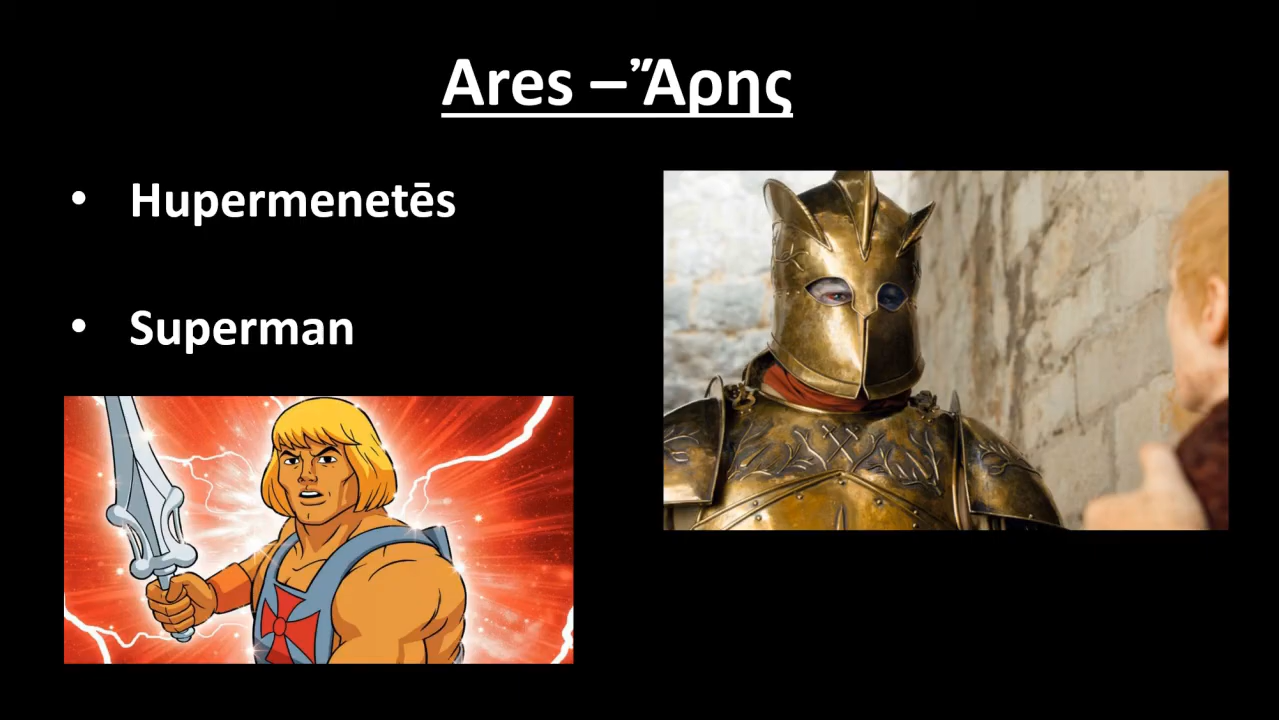 Ares –Ἄρης
• Hupermenetēs
• Superman